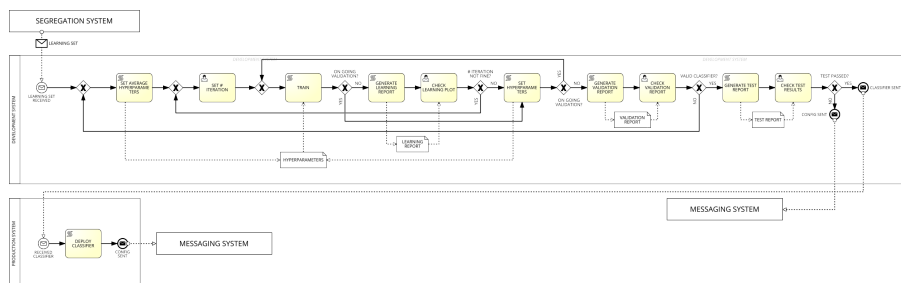 SEGREGATION SYSTEM
LEARNING SET
DEVELOPMENT SYSTEM
LEARNING SET
RECEIVED
SET AVERAGE
HYPERPARAME
TERS
SET #
ITERATION
TRAIN
ON GOING
VALIDATION?
NO
YES
GENERATE
LEARNING
REPORT
CHECK
LEARNING PLOT
LEARNING
REPORT
# ITERATION
NOT FINE?
NO
YES
SET
HYPERPARAME
TERS
HYPERPARAMETERS
YES
NO
ON GOING
VALIDATION?
GENERATE
VALIDATION
REPORT
CHECK
VALIDATION
REPORT
VALIDATION
REPORT
VALID CLASSIFIER?
YES
NO
GENERATE TEST
REPORT
CHECK TEST
RESULTS
TEST REPORT
TEST PASSED?
YES
NO
CLASSIFIER SENT
CONFIG SENT
MESSAGING SYSTEM
PRODUCTION SYSTEM
RECEIVED
CLASSIFIER
DEPLOY
CLASSIFIER
CONFIG
SENT
MESSAGING SYSTEM